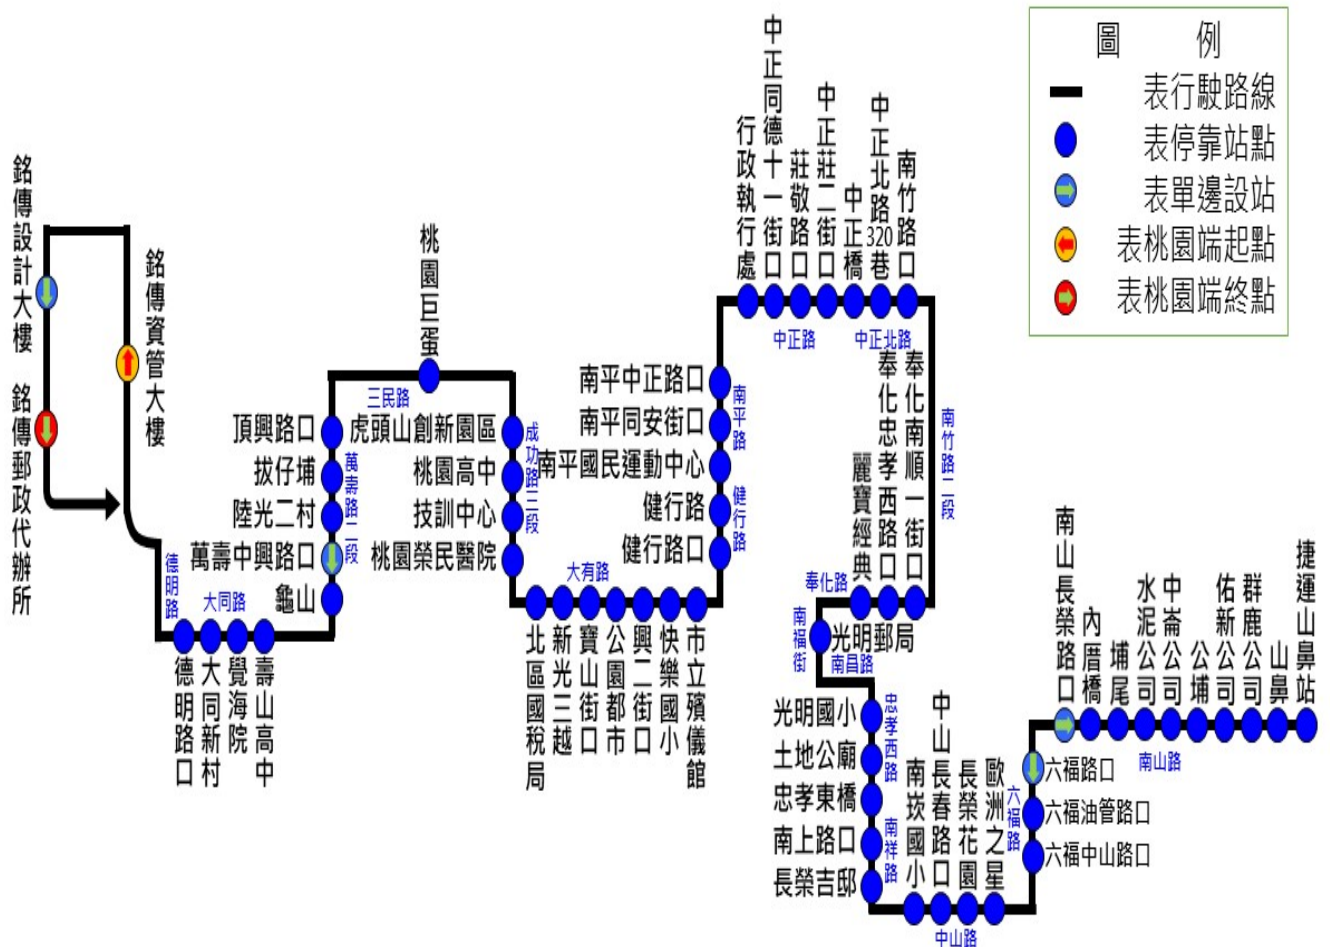 圖例
表行駛路線
表停靠站點
表單邊設站
表桃園端起點
表桃園端終點
銘傳設計大樓
銘傳郵政代辦所
銘傳資管大樓
德明路
德明路口
大同新村
覺海院
壽山高中
大同路
龜山
萬壽中興路口
陸光二村
拔仔埔
頂興路口
萬壽路二段
三民路
桃園巨蛋
虎頭山創新園區
桃園高中
技訓中心
桃園榮民醫院
成功路三段
大有路
北區國稅局
新光三越
寶山街口
公園都市
興二街口
快樂國小
市立殯儀館
健行路口
健行路
南平國民運動中心
南平同安街口
南平中正路口
健行路
南平路
行政執行處
中正同德十一街口
莊敬路口
中正莊二街口
中正橋
中正北路320巷
南竹路口
中正路
中正北路
南竹路二段
奉化南順一街口
奉化忠孝西路口
麗寶經典
奉化路
南福街
光明郵局
南昌路
光明國小
土地公廟
忠孝東橋
南上路口
長榮吉邸
忠孝西路
南祥路
南崁國小
中山長春路口
長榮花園
歐洲之星
中山路
六福路
六福中山路口
六福油管路口
六福路口
南山長榮路口
內厝橋
埔尾
水泥公司
中崙公司
公埔
佑新公司
群鹿公司
山鼻
捷運山鼻站
南山路